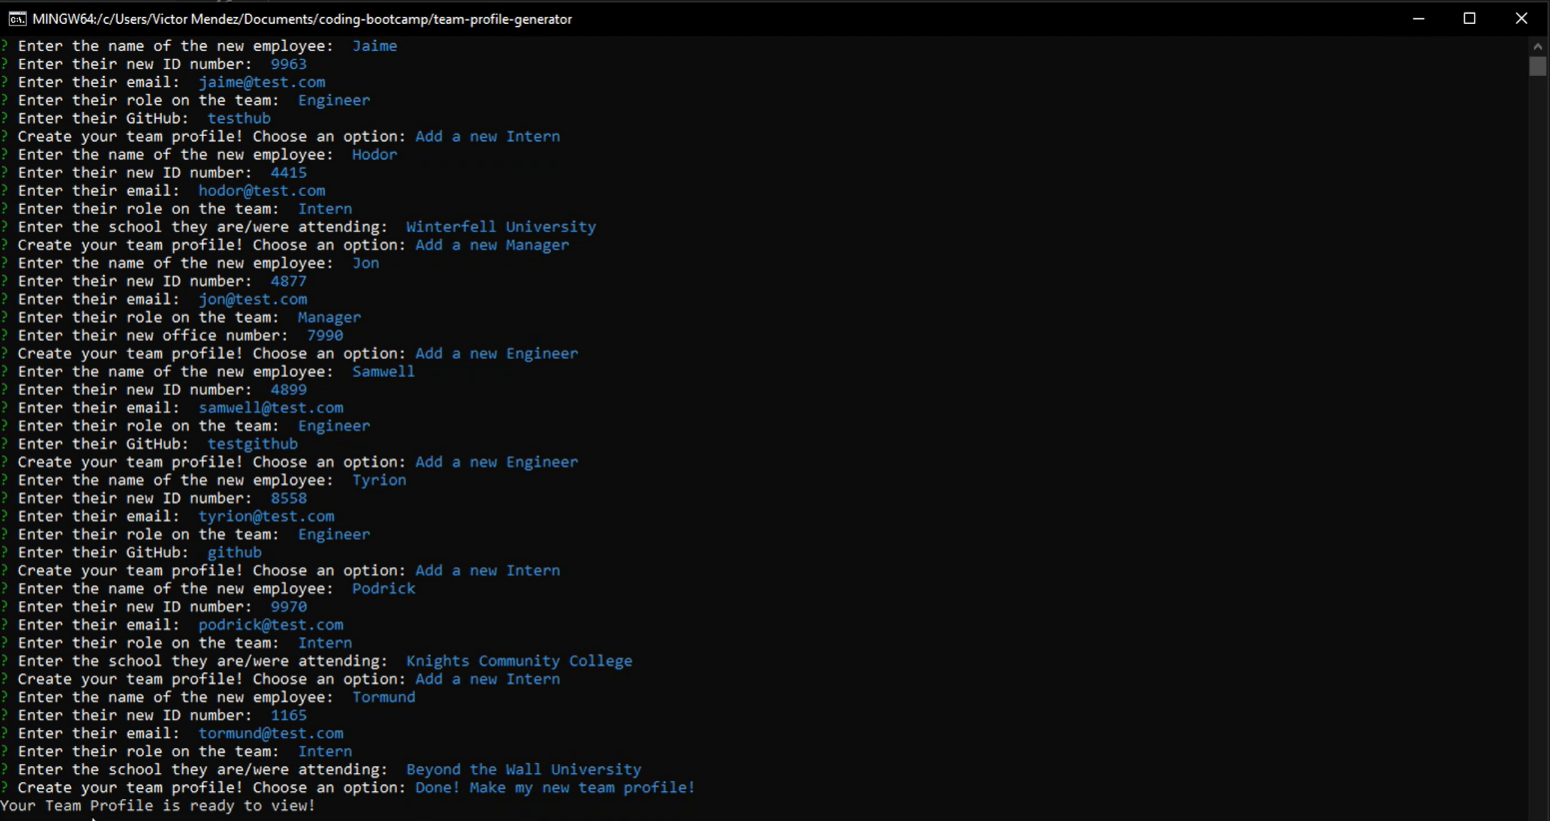 MINGW64:/c/Users/Victor Mendez/Documents/coding-bootcamp/team-profile-generator
? Enter the name of the new employee:  Jaime
? Enter their new ID number:  9963
? Enter their email:  jaime@test.com
? Enter their role on the team:  Engineer
? Enter their GitHub:  testhub
? Create your team profile! Choose an option: Add a new Intern
? Enter the name of the new employee:  Hodor
? Enter their new ID number:  4415
? Enter their email:  hodor@test.com
? Enter their role on the team:  Intern
? Enter the school they are/were attending:  Winterfell University
? Create your team profile! Choose an option: Add a new Manager
? Enter the name of the new employee:  Jon
? Enter their new ID number:  4877
? Enter their email:  jon@test.com
? Enter their role on the team:  Manager
? Enter their new office number:  7990
? Create your team profile! Choose an option: Add a new Engineer
? Enter the name of the new employee:  Samwell
? Enter their new ID number:  4899
? Enter their email:  samwell@test.com
? Enter their role on the team:  Engineer
? Enter their GitHub:  testgithub
? Create your team profile! Choose an option: Add a new Engineer
? Enter the name of the new employee:  Tyrion
? Enter their new ID number:  8558
? Enter their email:  tyrion@test.com
? Enter their role on the team:  Engineer
? Enter their GitHub:  github
? Create your team profile! Choose an option: Add a new Intern
? Enter the name of the new employee:  Podrick
? Enter their new ID number:  9970
? Enter their email:  podrick@test.com
? Enter their role on the team:  Intern
? Enter the school they are/were attending:  Knights Community College
? Create your team profile! Choose an option: Add a new Intern
? Enter the name of the new employee:  Tormund
? Enter their new ID number:  1165
? Enter their email:  tormund@test.com
? Enter their role on the team:  Intern
? Enter the school they are/were attending:  Beyond the Wall University
? Create your team profile! Choose an option: Done! Make my new team profile!
Your Team Profile is ready to view!